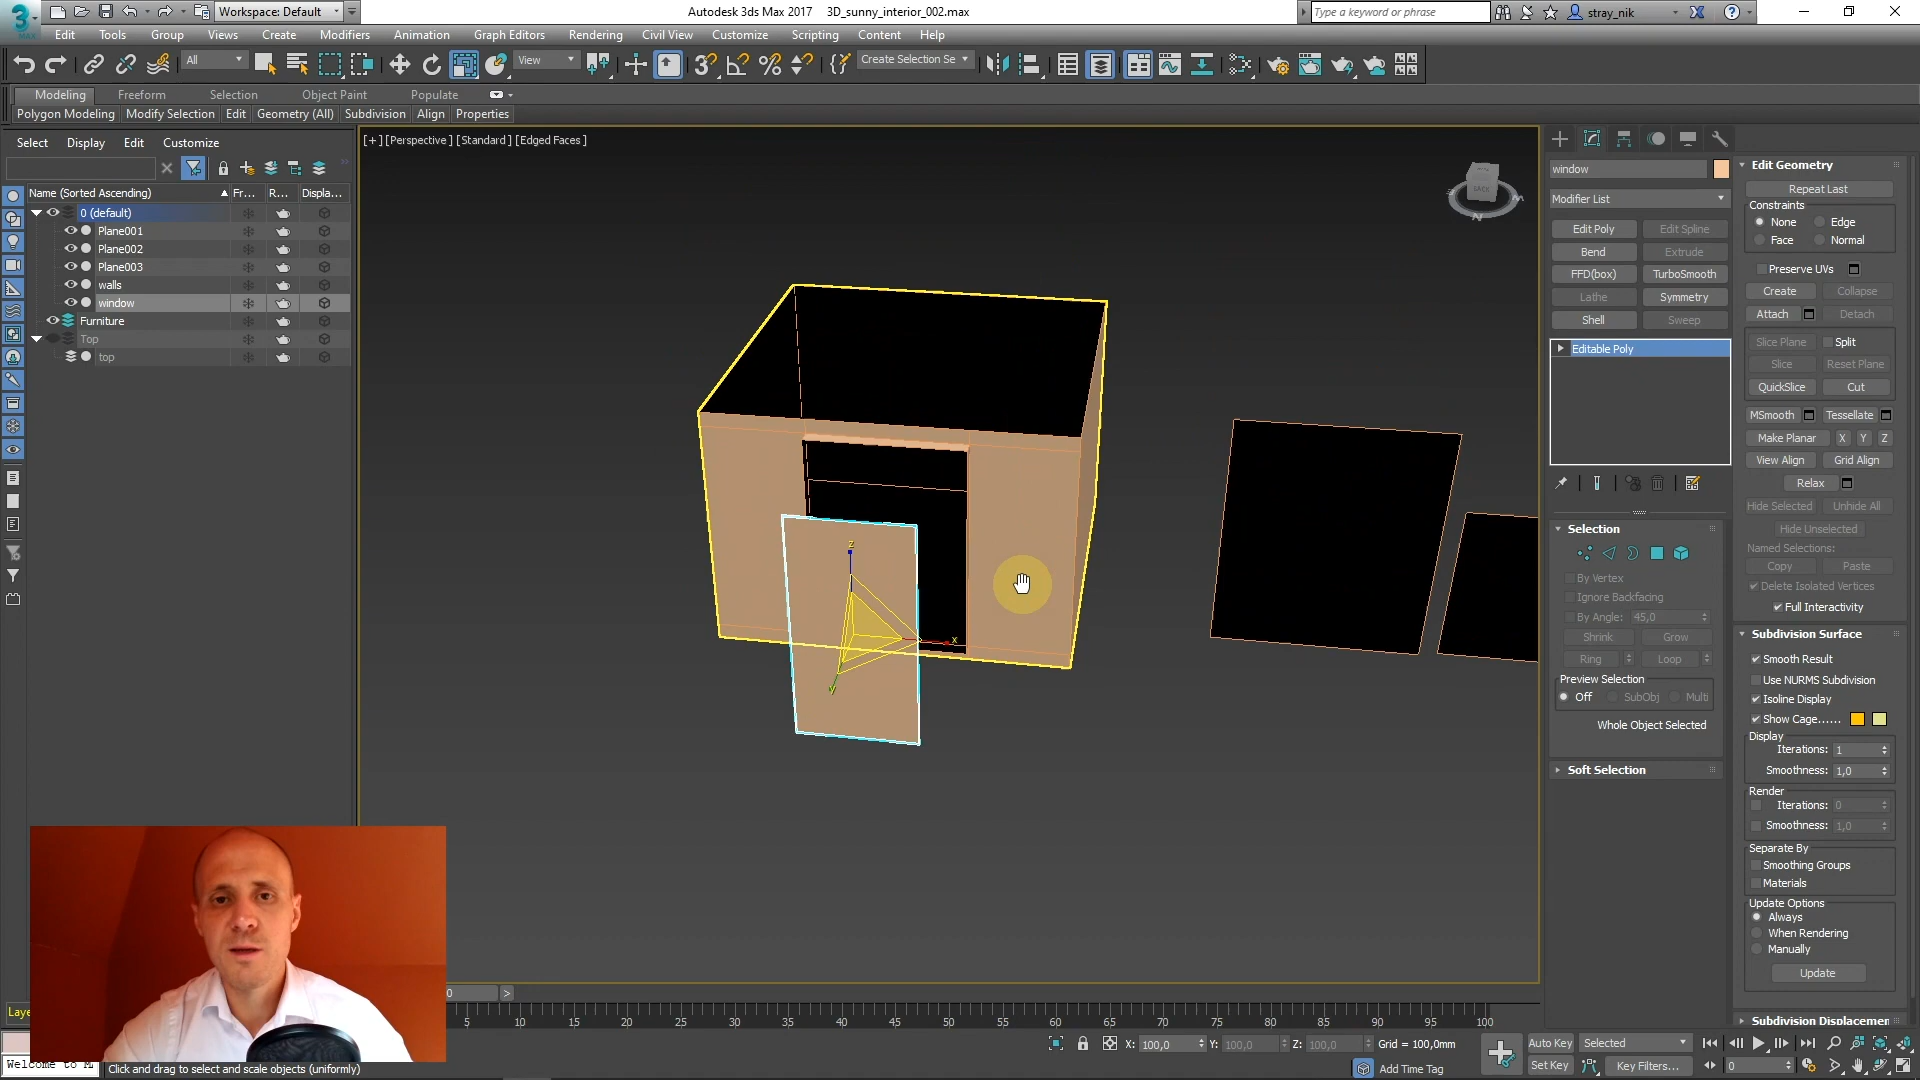 3
MAX
Workspace: Default
Autodesk 3ds Max 2017 3D_sunny_interior_002.max
Type a keyword or phrase
stray_nik
Edit Tools Group Views Create Modifiers Animation Graph Editors Rendering Civil View Customize Scripting Content Help
All
View
Create Selection Se
Modeling Freeform Selection Object Paint Populate
Polygon Modeling Modify Selection Edit Geometry (All) Subdivision Align Properties
Select Display Edit Customize
Name (Sorted Ascending) Fr... R... Displa...
0 (default)
Plane001
Plane002
Plane003
walls
window
Furniture
Top
top
[+] [Perspective ] [Standard ] [Edged Faces ]
BACK
N
z
x
y
window
Modifier List
Edit Poly Edit Spline
Bend Extrude
FFD(box) TurboSmooth
Lathe Symmetry
Shell Sweep
Editable Poly
Selection
By Vertex
Ignore Backfacing
By Angle: 45,0
Shrink Grow
Ring Loop
Preview Selection
Off SubObj Multi
Whole Object Selected
Soft Selection
Edit Geometry
Repeat Last
Constraints
None Edge
Face Normal
Preserve UVs
Create Collapse
Attach Detach
Slice Plane Split
Slice Reset Plane
QuickSlice Cut
MSmooth Tessellate
Make Planar X Y Z
View Align Grid Align
Relax
Hide Selected Unhide All
Hide Unselected
Named Selections:
Copy Paste
Delete Isolated Vertices
Full Interactivity
Subdivision Surface
Smooth Result
Use NURMS Subdivision
Isoline Display
Show Cage......
Display
Iterations: 1
Smoothness: 1,0
Render
Iterations: 0
Smoothness: 1,0
Separate By
Smoothing Groups
Materials
Update Options
Always
When Rendering
Manually
Update
Subdivision Displacemen
0 >
5 10 15 20 25 30 35 40 45 50 55 60 65 70 75 80 85 90 95 100
X: 100,0 Y: 100,0 Z: 100,0 Grid = 100,0mm
Auto Key Selected
Set Key Key Filters...
0
Add Time Tag
Laye
Welcome to M
Click and drag to select and scale objects (uniformly)